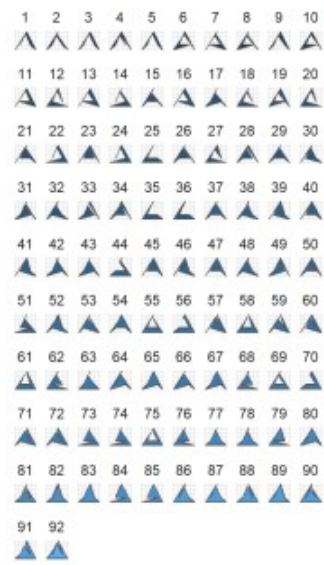 1 2 3 4 5 6 7 8 9 10
11 12 13 14 15 16 17 18 19 20
21 22 23 24 25 26 27 28 29 30
31 32 33 34 35 36 37 38 39 40
41 42 43 44 45 46 47 48 49 50
51 52 53 54 55 56 57 58 59 60
61 62 63 64 65 66 67 68 69 70
71 72 73 74 75 76 77 78 79 80
81 82 83 84 85 86 87 88 89 90
91 92